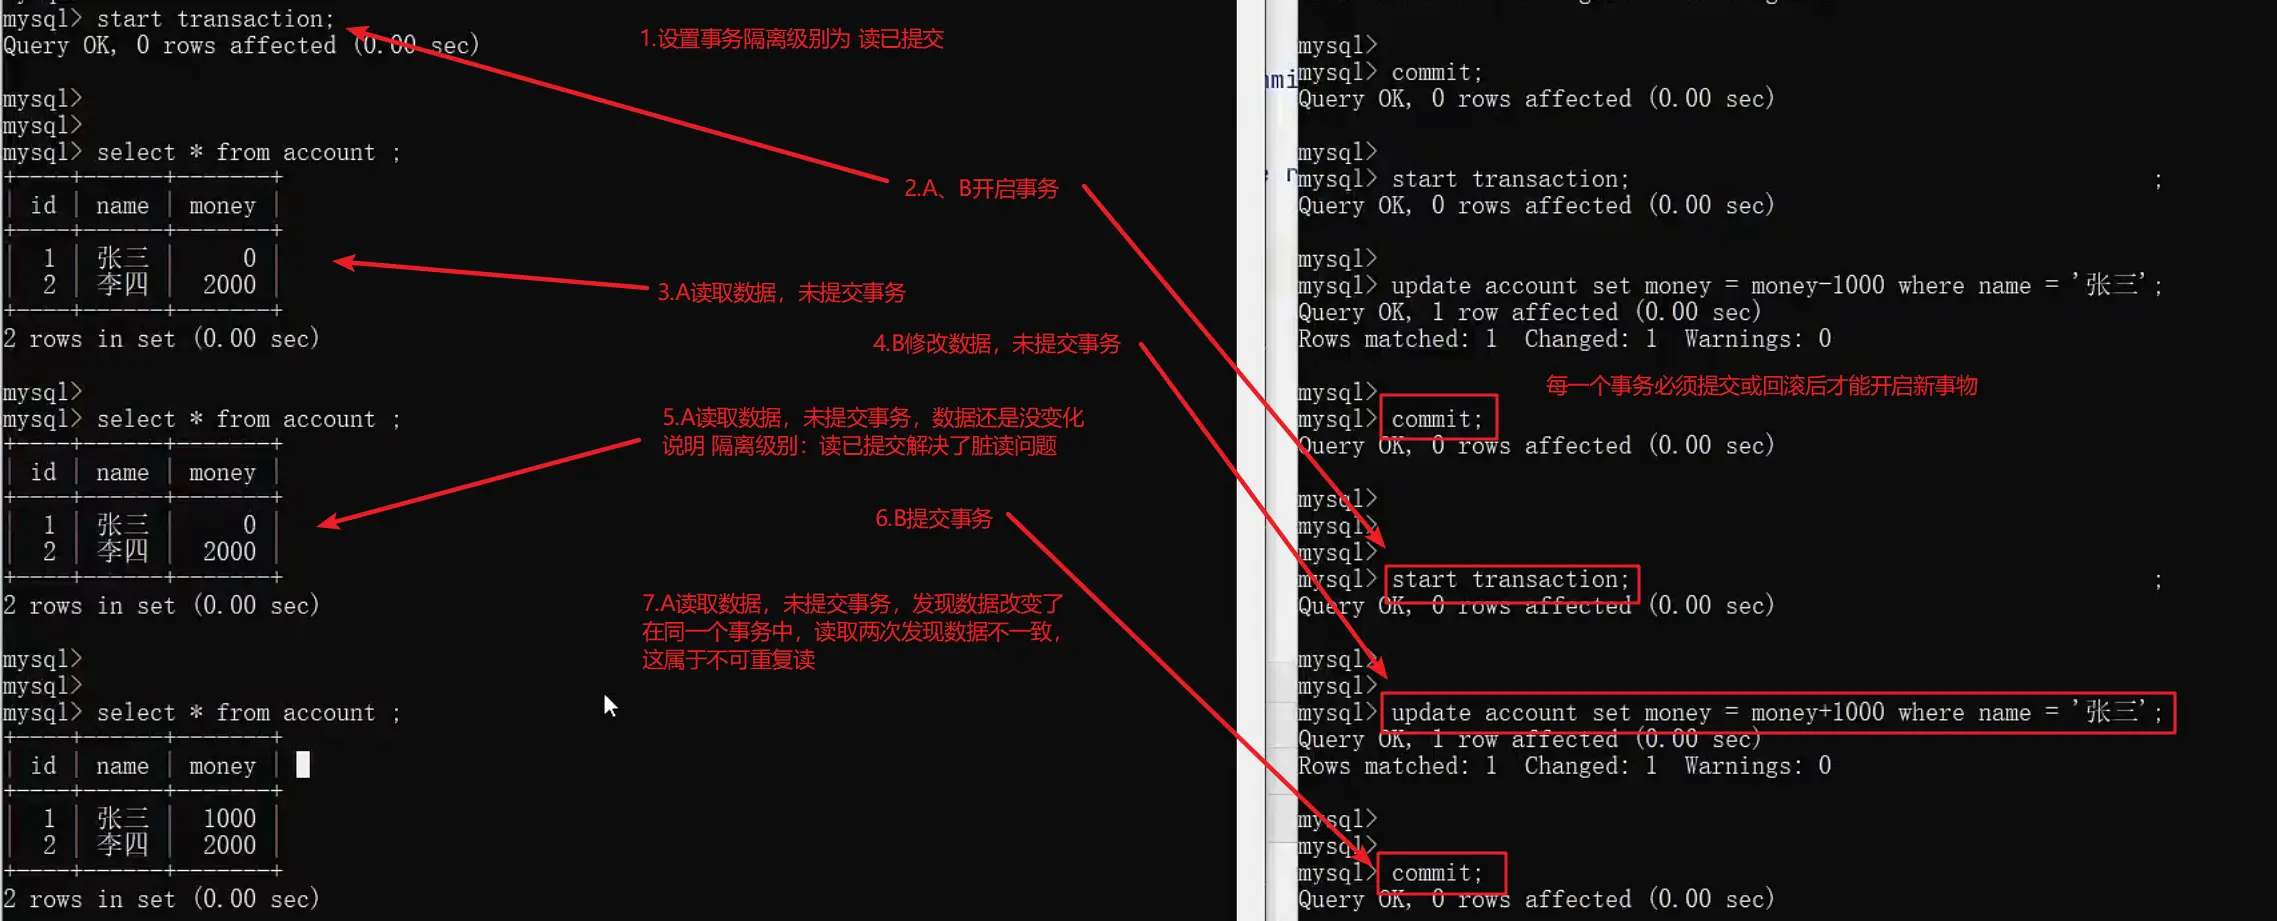 mysql> start transaction;
Query OK, 0 rows affected (0.00 sec)
mysql>
mysql>
mysql> select * from account ;
+----+------+-------+
| id | name | money |
+----+------+-------+
| 1 | 张三 | 0 |
| 2 | 李四 | 2000 |
+----+------+-------+
2 rows in set (0.00 sec)
mysql>
mysql> select * from account ;
+----+------+-------+
| id | name | money |
+----+------+-------+
| 1 | 张三 | 0 |
| 2 | 李四 | 2000 |
+----+------+-------+
2 rows in set (0.00 sec)
mysql>
mysql>
mysql> select * from account ;
+----+------+-------+
| id | name | money |
+----+------+-------+
| 1 | 张三 | 1000 |
| 2 | 李四 | 2000 |
+----+------+-------+
2 rows in set (0.00 sec)
1.设置事务隔离级别为 读已提交
2.A、B开启事务
3.A读取数据，未提交事务
4.B修改数据，未提交事务
5.A读取数据，未提交事务，数据还是没变化
说明 隔离级别：读已提交解决了脏读问题
6.B提交事务
7.A读取数据，未提交事务，发现数据改变了
在同一个事务中，读取两次发现数据不一致，
这属于不可重复读
mysql>
mysql> commit;
Query OK, 0 rows affected (0.00 sec)
mysql>
mysql> start transaction; ;
Query OK, 0 rows affected (0.00 sec)
mysql>
mysql> update account set money = money-1000 where name = '张三';
Query OK, 1 row affected (0.00 sec)
Rows matched: 1 Changed: 1 Warnings: 0
每一个事务必须提交或回滚后才能开启新事物
mysql>
mysql> commit;
Query OK, 0 rows affected (0.00 sec)
mysql>
mysql>
mysql>
mysql> start transaction; ;
Query OK, 0 rows affected (0.00 sec)
mysql>
mysql>
mysql> update account set money = money+1000 where name = '张三';
Query OK, 1 row affected (0.00 sec)
Rows matched: 1 Changed: 1 Warnings: 0
mysql>
mysql>
mysql> commit;
Query OK, 0 rows affected (0.00 sec)